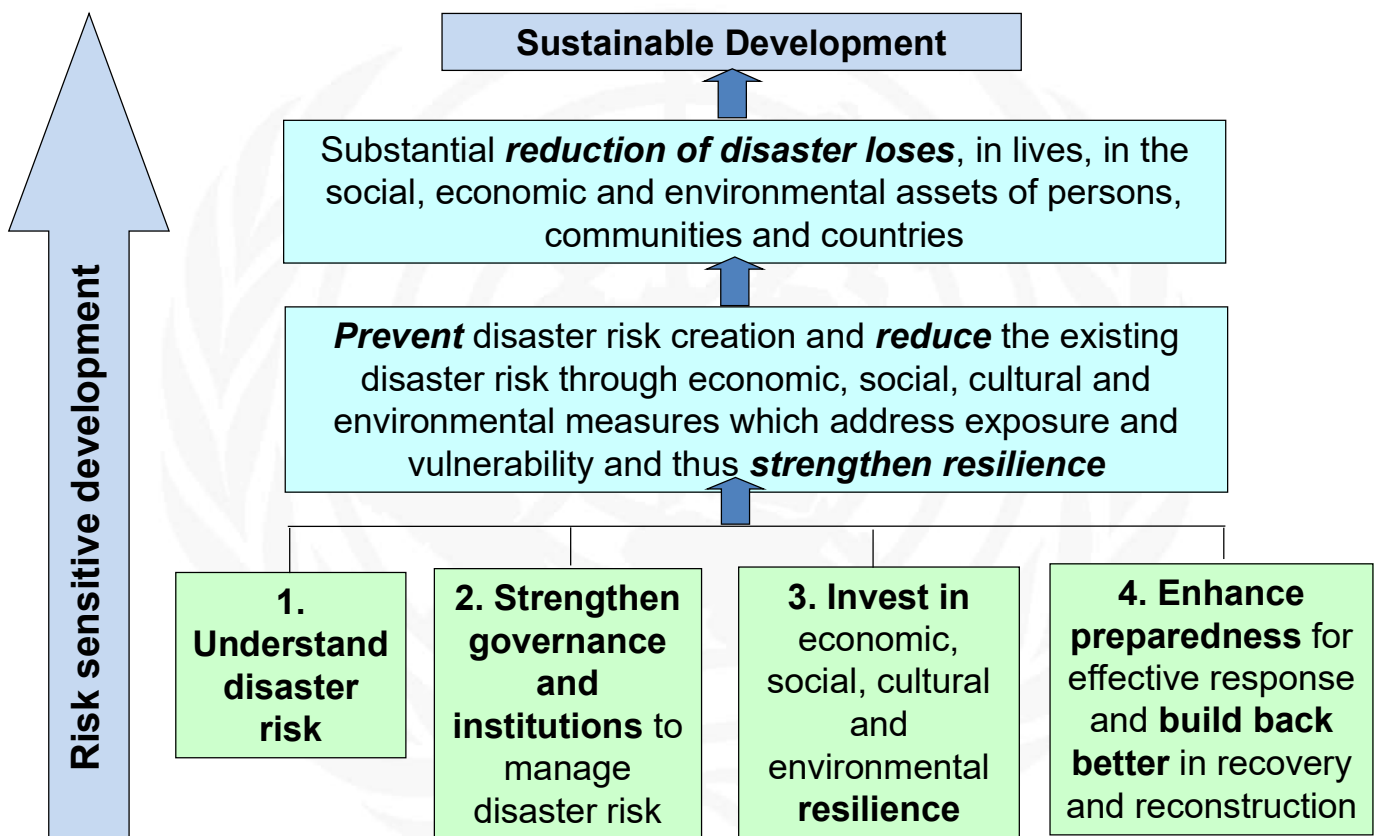 Sustainable Development
Substantial reduction of disaster loses, in lives, in the
social, economic and environmental assets of persons,
communities and countries
Prevent disaster risk creation and reduce the existing
disaster risk through economic, social, cultural and
environmental measures which address exposure and
vulnerability and thus strengthen resilience
Risk sensitive development
1.
Understand
disaster
risk
2. Strengthen
governance
and
institutions to
manage
disaster risk
3. Invest in
economic,
social, cultural
and
environmental
resilience
4. Enhance
preparedness for
effective response
and build back
better in recovery
and reconstruction